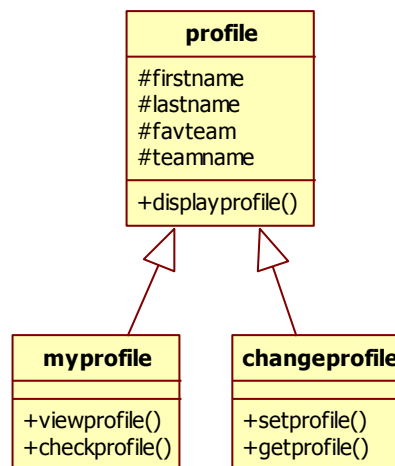 profile
#firstname
#lastname
#favteam
#teamname
+displayprofile()
myprofile
+viewprofile()
+checkprofile()
changeprofile
+setprofile()
+getprofile()